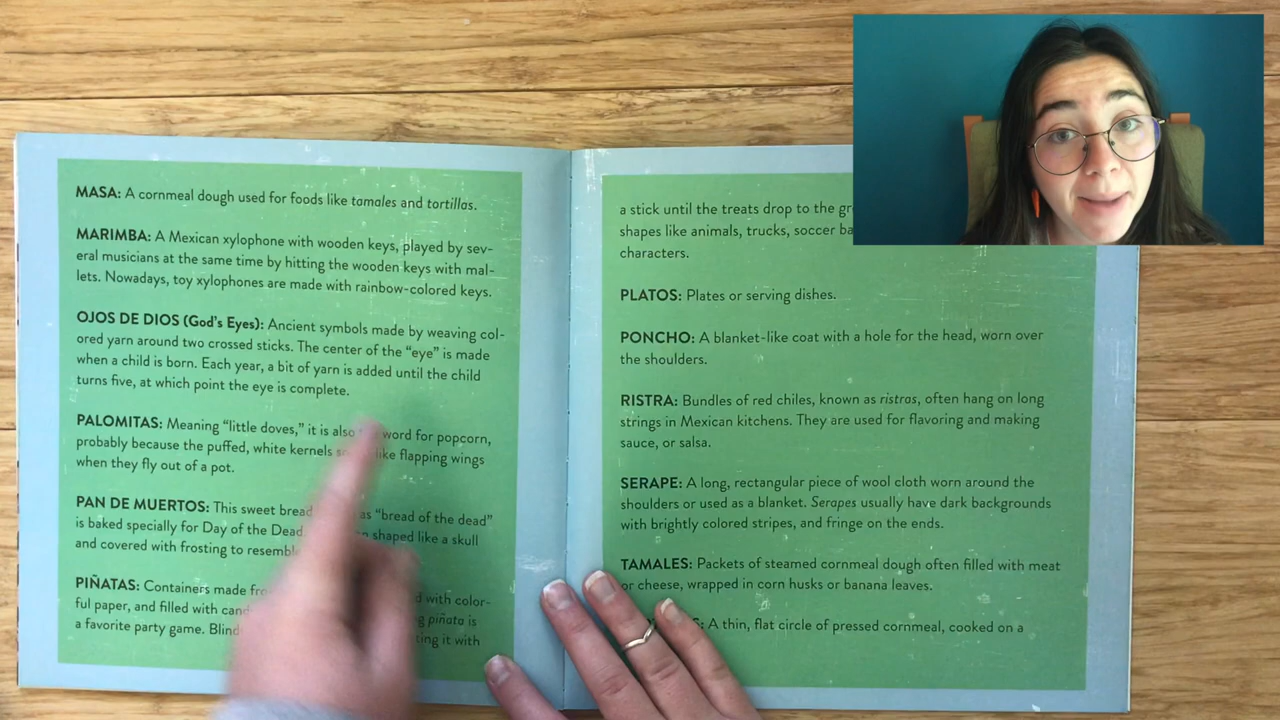 MASA: A cornmeal dough used for foods like tamales and tortillas.
MARIMBA: A Mexican xylophone with wooden keys, played by sev-
eral musicians at the same time by hitting the wooden keys with mal-
lets. Nowadays, toy xylophones are made with rainbow-colored keys.
OJOS DE DIOS (God's Eyes): Ancient symbols made by weaving col-
ored yarn around two crossed sticks. The center of the "eye" is made
when a child is born. Each year, a bit of yarn is added until the child
turns five, at which point the eye is complete.
PALOMITAS: Meaning "little doves," it is also word for popcorn,
probably because the puffed, white kernels like flapping wings
when they fly out of a pot.
PAN DE MUERTOS: This sweet bread as "bread of the dead"
is baked specially for Day of the Dead. shaped like a skull
and covered with frosting to
PIÑATAS: Containers made with color-
ful paper, and filled with piñata is
a favorite party game. with
a stick until the treats drop to the
shapes like animals, trucks, soccer
characters.
PLATOS: Plates or serving dishes.
PONCHO: A blanket-like coat with a hole for the head, worn over
the shoulders.
RISTRA: Bundles of red chiles, known as ristras, often hang on long
strings in Mexican kitchens. They are used for flavoring and making
sauce, or salsa.
SERAPE: A long, rectangular piece of wool cloth worn around the
shoulders or used as a blanket. Serapes usually have dark backgrounds
with brightly colored stripes, and fringe on the ends.
TAMALES: Packets of steamed cornmeal dough often filled with meat
or cheese, wrapped in corn husks or banana leaves.
A thin, flat circle of pressed cornmeal, cooked on a